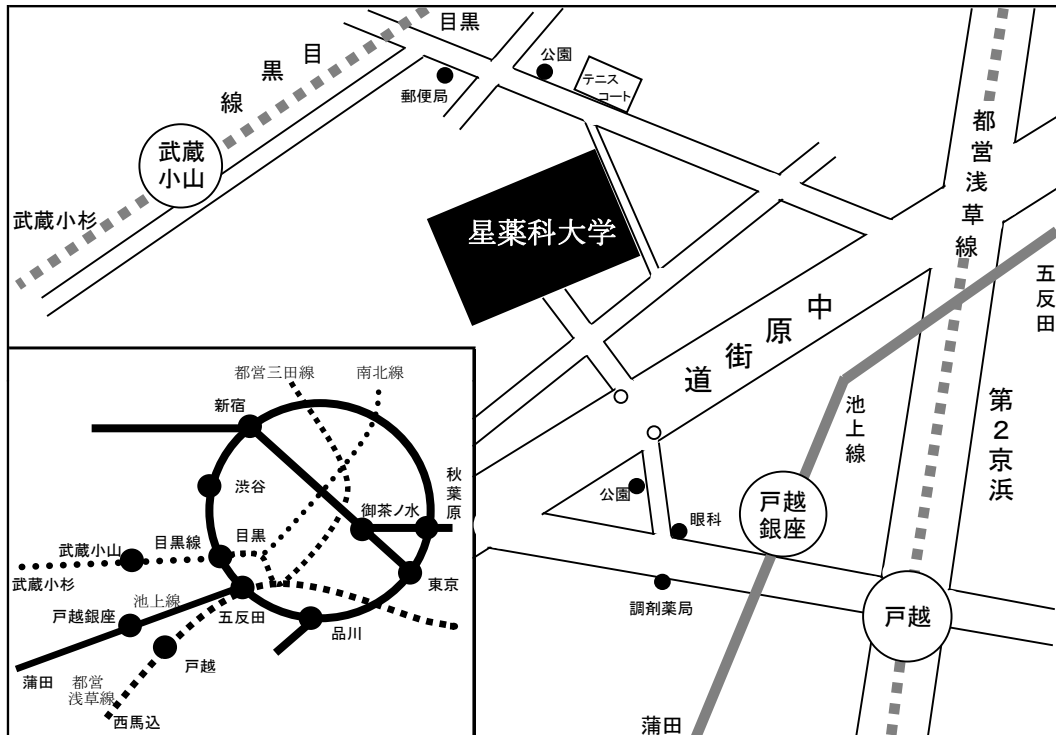 目黒
目黒線
公園
テニス
コート
郵便局
武蔵
小山
武蔵小杉
星薬科大学
都営浅草線
五反田
中原街道
池上線
第2京浜
公園
眼科
戸越
銀座
調剤薬局
戸越
蒲田
都営三田線
南北線
新宿
渋谷
秋葉原
御茶ノ水
目黒
目黒線
武蔵小山
武蔵小杉
東京
池上線
戸越銀座
五反田
品川
戸越
蒲田
都営
浅草線
西馬込